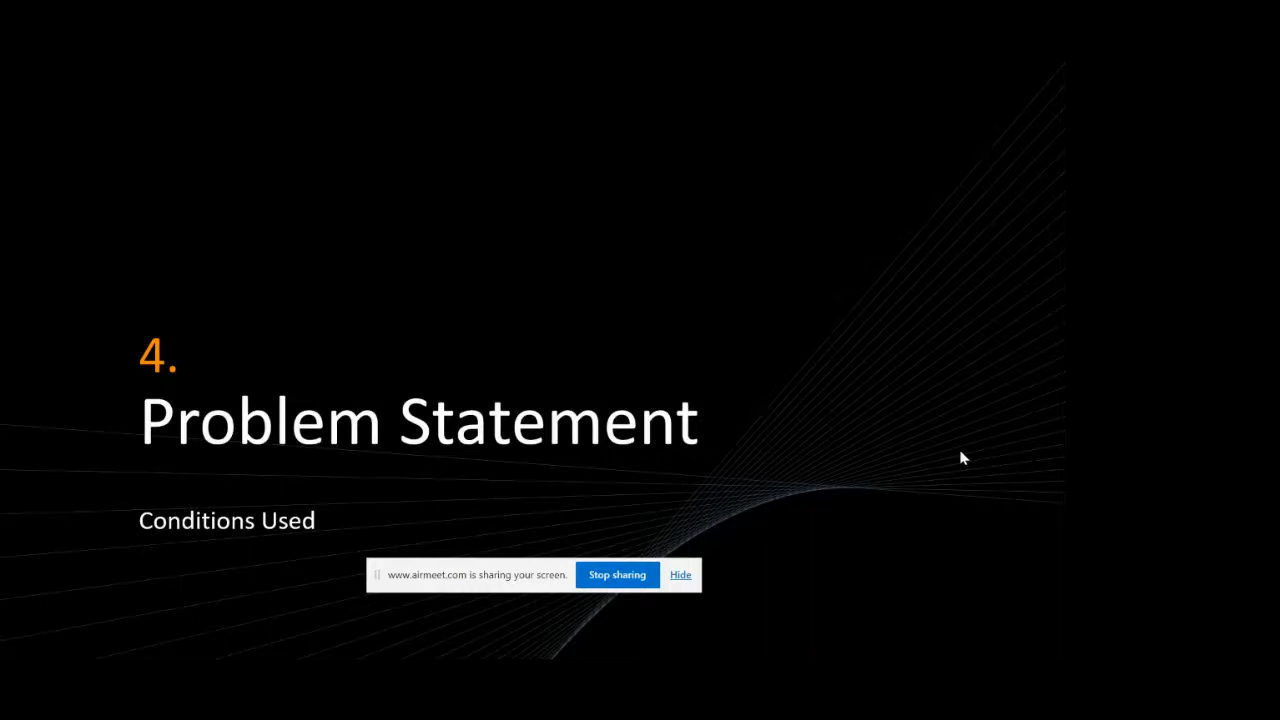 4.
Problem Statement
Conditions Used
www.airmeet.com is sharing your screen. Stop sharing Hide